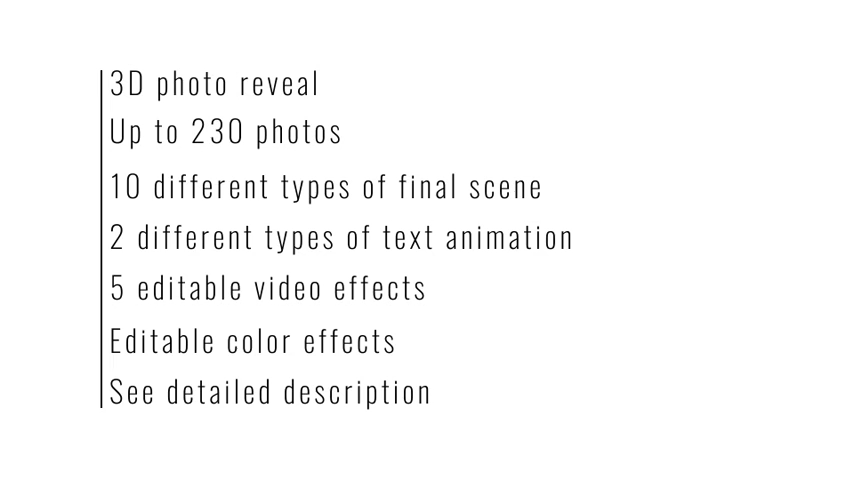 3D photo reveal
Up to 230 photos
10 different types of final scene
2 different types of text animation
5 editable video effects
Editable color effects
See detailed description